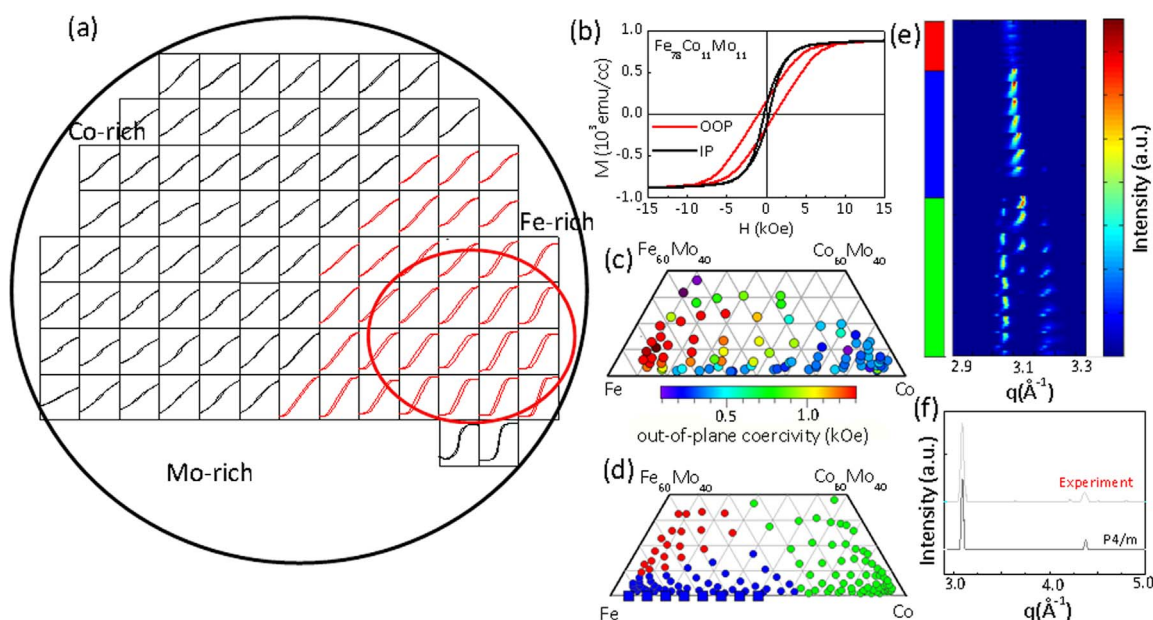 (a)
Co-rich
Fe-rich
Mo-rich
(b)
Fe78Co11Mo11
OOP
IP
M (10³ emu/cc)
1.0
0.5
0.0
-0.5
-1.0
-15 -10 -5 0 5 10 15
H (kOe)
(c)
Fe60Mo40
Co60Mo40
Fe
Co
0.5 1.0
out-of-plane coercivity (kOe)
(d)
Fe60Mo40
Co60Mo40
Fe
Co
(e)
Intensity (a.u.)
2.9 3.1 3.3
q(Å⁻¹)
(f)
Intensity (a.u.)
Experiment
P4/m
3.0 4.0 5.0
q(Å⁻¹)